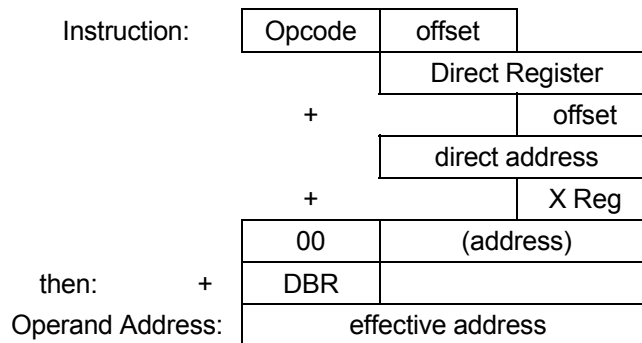 Instruction: Opcode offset
Direct Register
+ offset
direct address
+ X Reg
00 (address)
then: + DBR
Operand Address: effective address